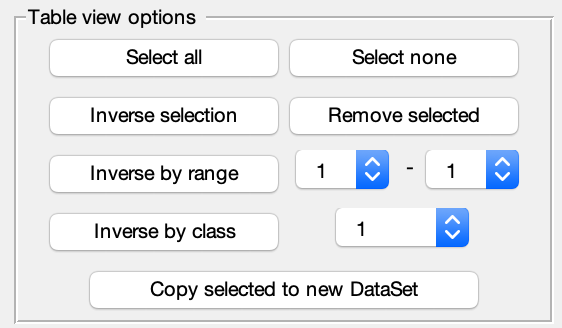 Table view options
Select all Select none
Inverse selection Remove selected
Inverse by range 1 - 1
Inverse by class 1
Copy selected to new DataSet